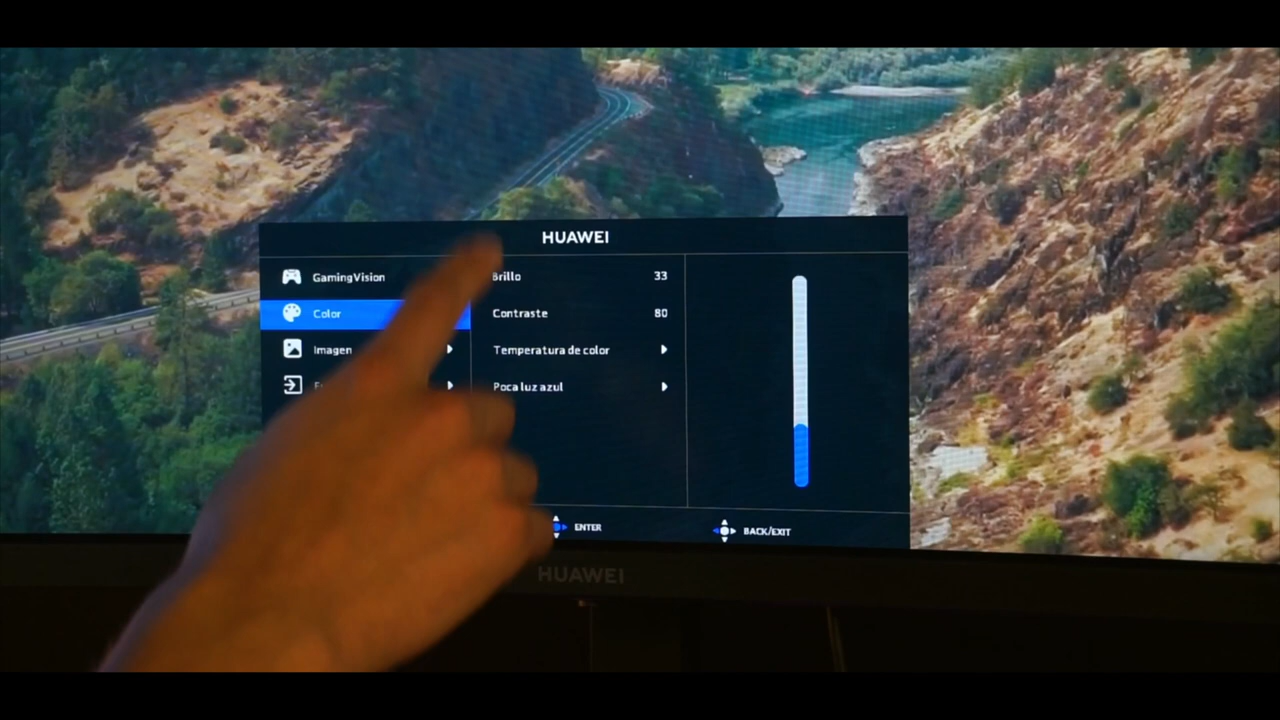 HUAWEI
GamingVision
Brillo 33
Color
Contraste 80
Imagen
Temperatura de color
Poca luz azul
ENTER
BACK/EXIT
HUAWEI